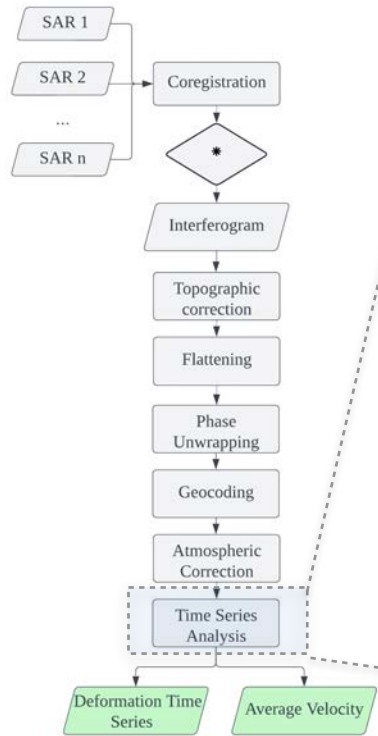 SAR 1
SAR 2
...
SAR n
Coregistration
*
Interferogram
Topographic
correction
Flattening
Phase
Unwrapping
Geocoding
Atmospheric
Correction
Time Series
Analysis
Deformation Time
Series
Average Velocity